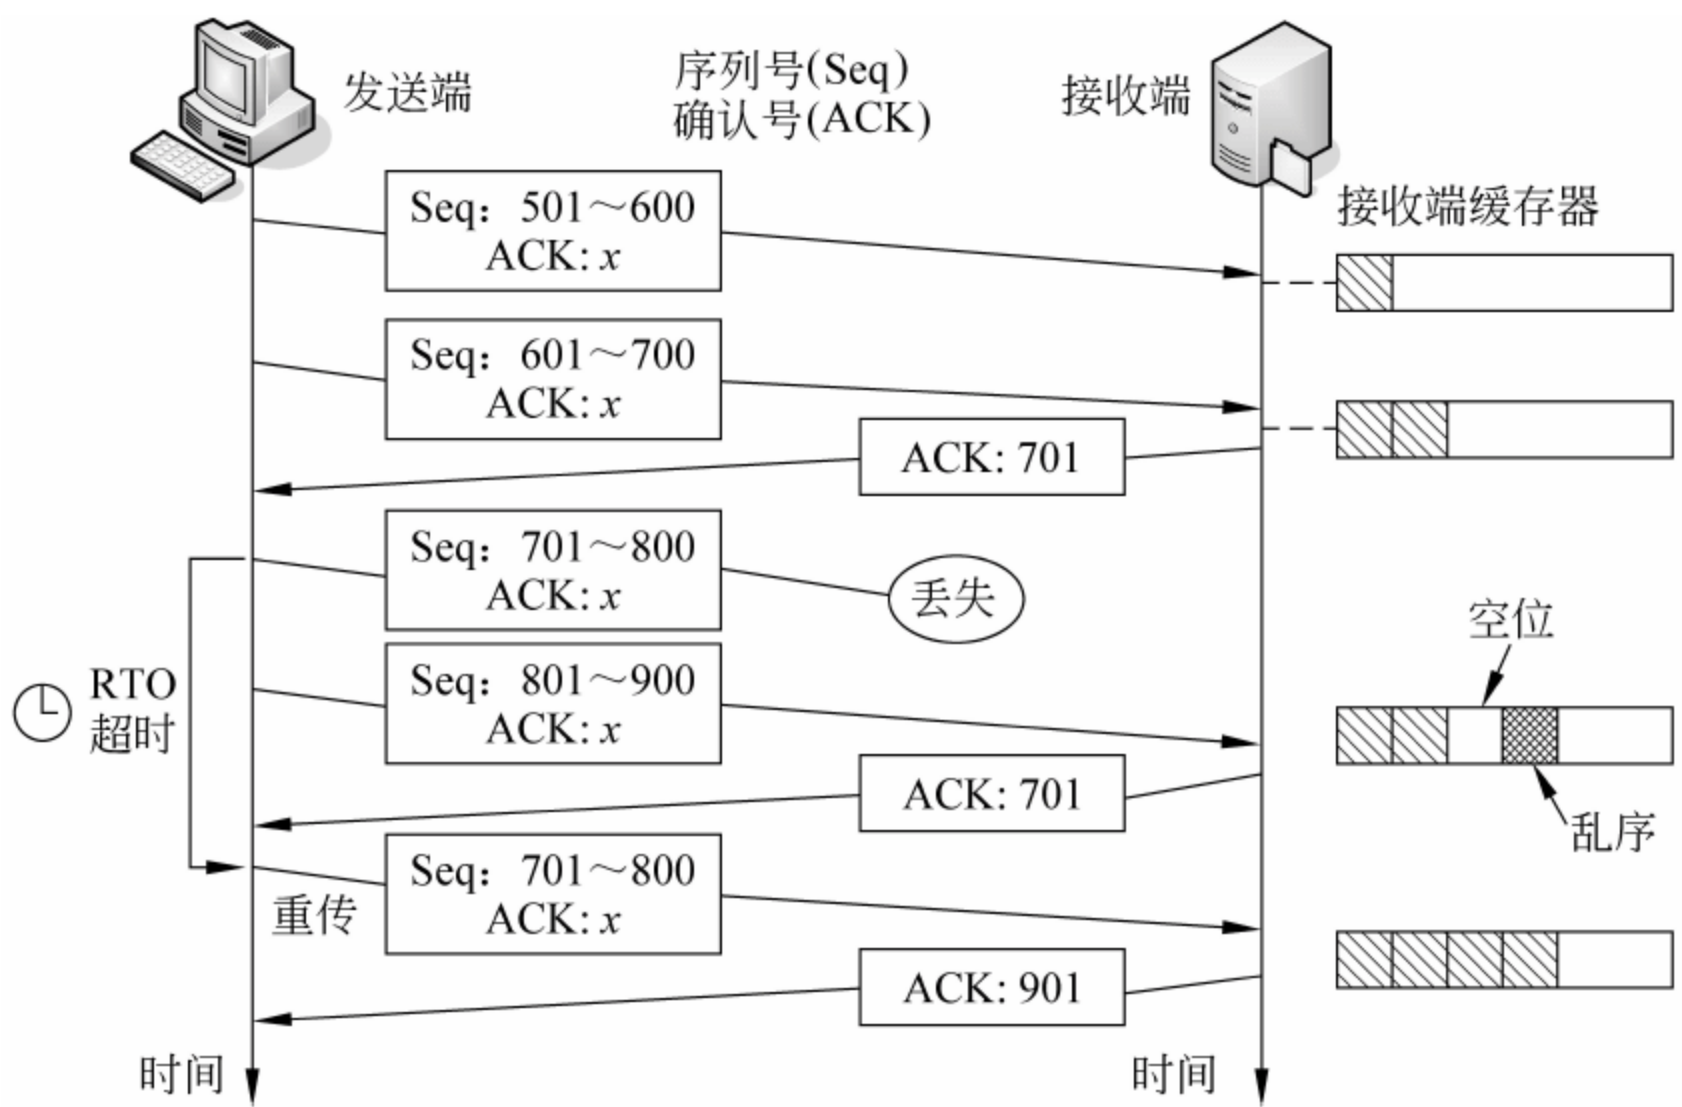 发送端
序列号(Seq)
确认号(ACK)
接收端
接收端缓存器
Seq：501～600
ACK: x
Seq：601～700
ACK: x
ACK: 701
Seq：701～800
ACK: x
丢失
空位
RTO
超时
Seq：801～900
ACK: x
ACK: 701
乱序
重传
Seq：701～800
ACK: x
ACK: 901
时间
时间